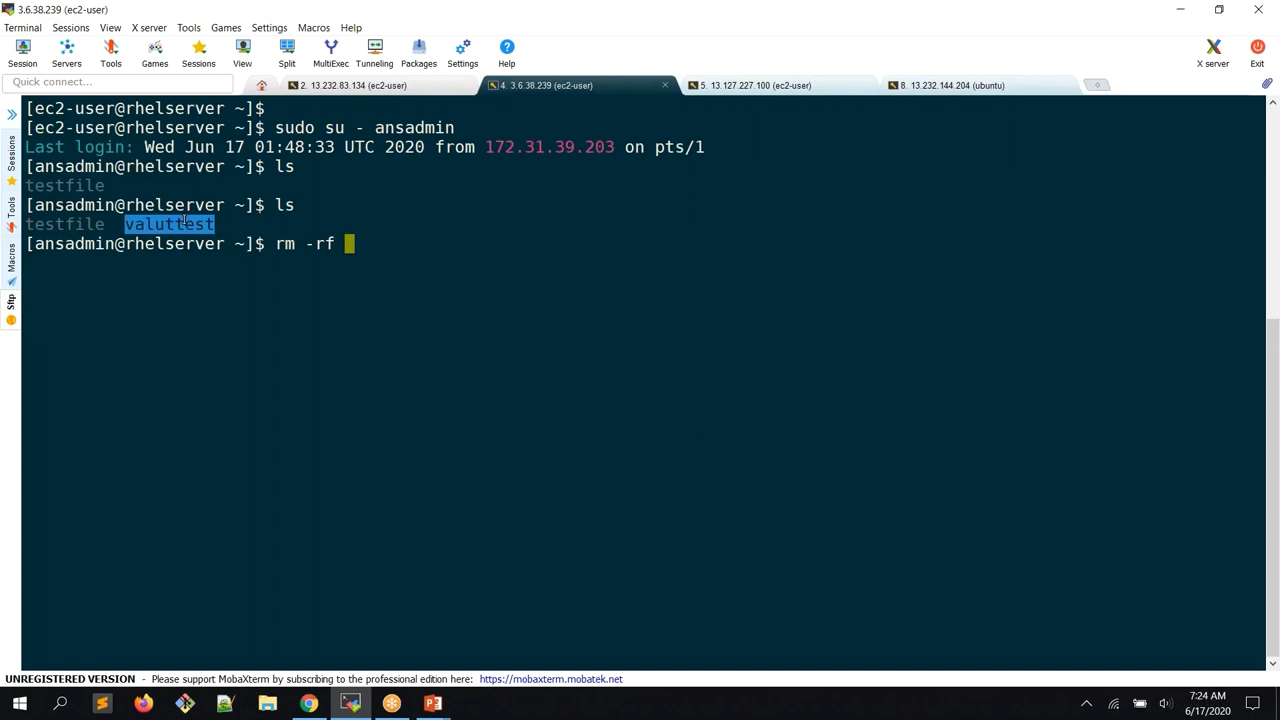 3.6.38.239 (ec2-user)
Terminal Sessions View X server Tools Games Settings Macros Help
Session Servers Tools Games Sessions View Split MultiExec Tunneling Packages Settings Help X server Exit
Quick connect...
2. 13.232.83.134 (ec2-user)
4. 3.6.38.239 (ec2-user)
5. 13.127.227.100 (ec2-user)
8. 13.232.144.204 (ubuntu)
Sessions
Tools
Macros
Sftp
[ec2-user@rhelserver ~]$
[ec2-user@rhelserver ~]$ sudo su - ansadmin
Last login: Wed Jun 17 01:48:33 UTC 2020 from 172.31.39.203 on pts/1
[ansadmin@rhelserver ~]$ ls
testfile
[ansadmin@rhelserver ~]$ ls
testfile valuttest
[ansadmin@rhelserver ~]$ rm -rf
UNREGISTERED VERSION - Please support MobaXterm by subscribing to the professional edition here: https://mobaxterm.mobatek.net
7:24 AM
6/17/2020